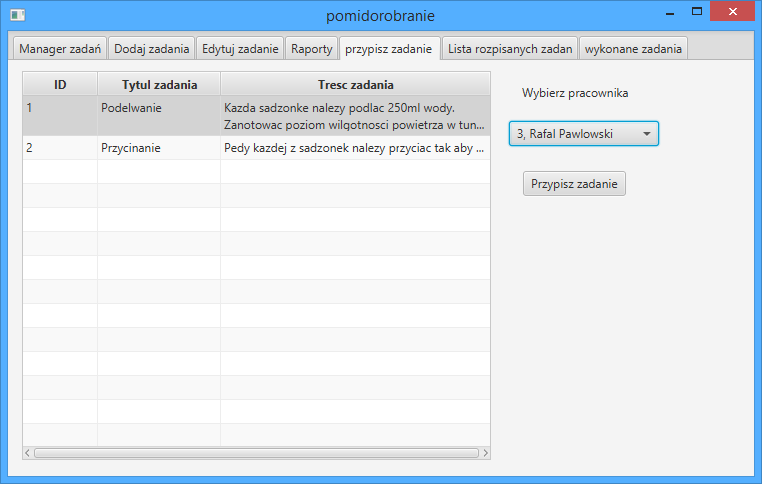 pomidorobranie
Manager zadań Dodaj zadania Edytuj zadanie Raporty przypisz zadanie Lista rozpisanych zadan wykonane zadania
ID Tytul zadania Tresc zadania
1 Podelwanie Kazda sadzonke nalezy podlac 250ml wody.
Zanotowac poziom wilgotnosci powietrza w tun...
2 Przycinanie Pedy kazdej z sadzonek nalezy przyciac tak aby ...
Wybierz pracownika
3, Rafal Pawlowski
Przypisz zadanie